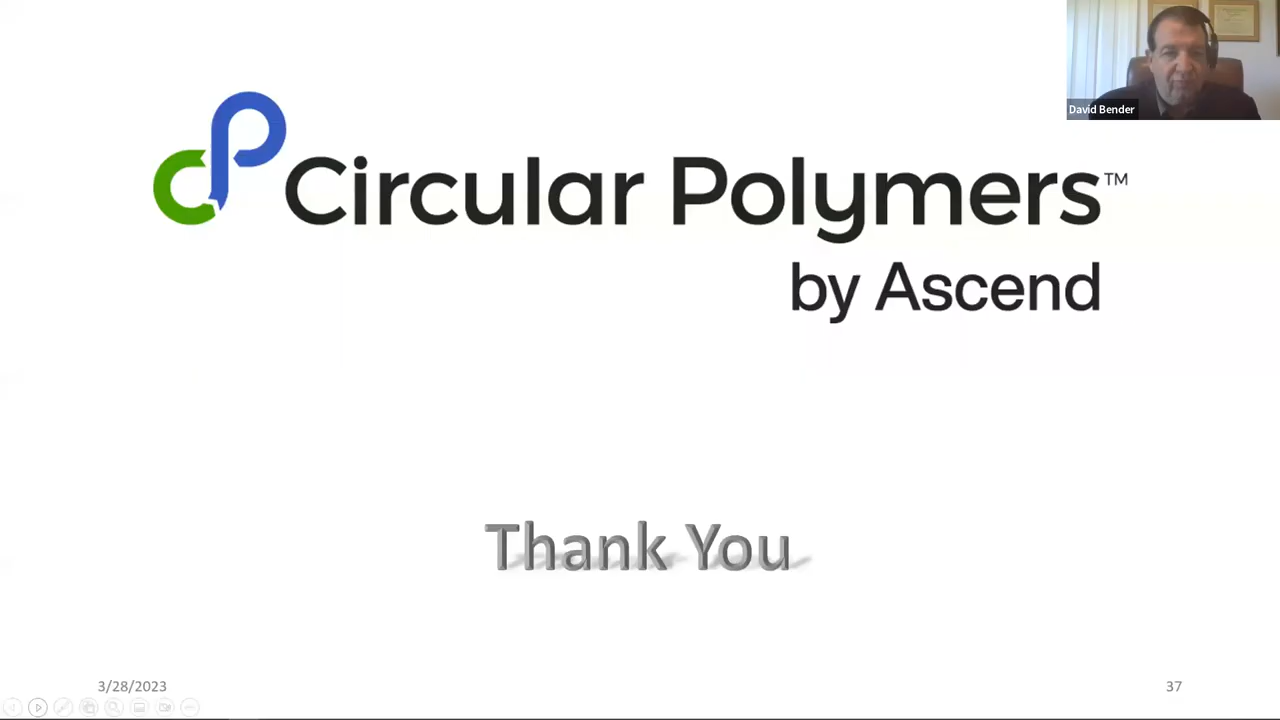 David Bender
Circular Polymers™
by Ascend
Thank You
3/28/2023
37